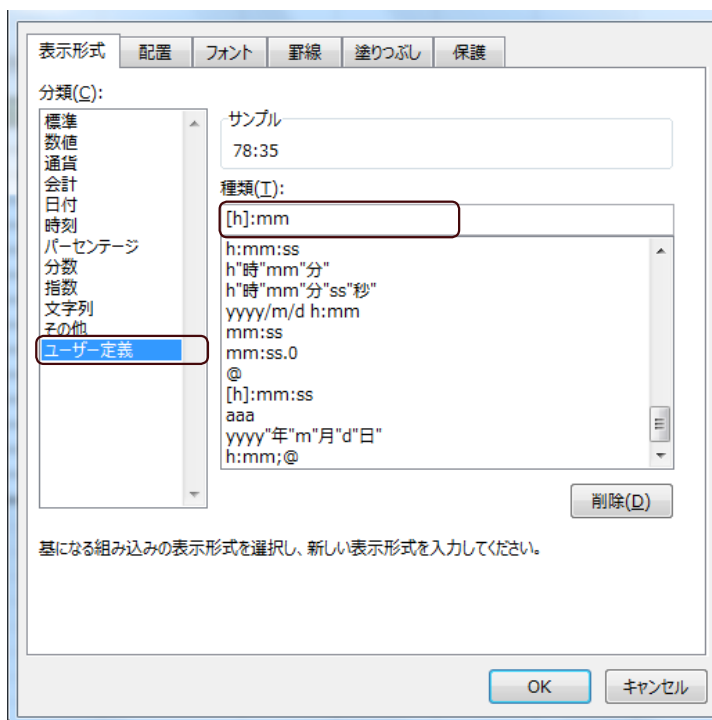 表示形式 配置 フォント 罫線 塗りつぶし 保護
分類(C):
標準
数値
通貨
会計
日付
時刻
パーセンテージ
分数
指数
文字列
その他
ユーザー定義
サンプル
78:35
種類(T):
[h]:mm
h:mm:ss
h"時"mm"分"
h"時"mm"分"ss"秒"
yyyy/m/d h:mm
mm:ss
mm:ss.0
@
[h]:mm:ss
aaa
yyyy"年"m"月"d"日"
h:mm;@
削除(D)
基になる組み込みの表示形式を選択し、新しい表示形式を入力してください。
OK キャンセル